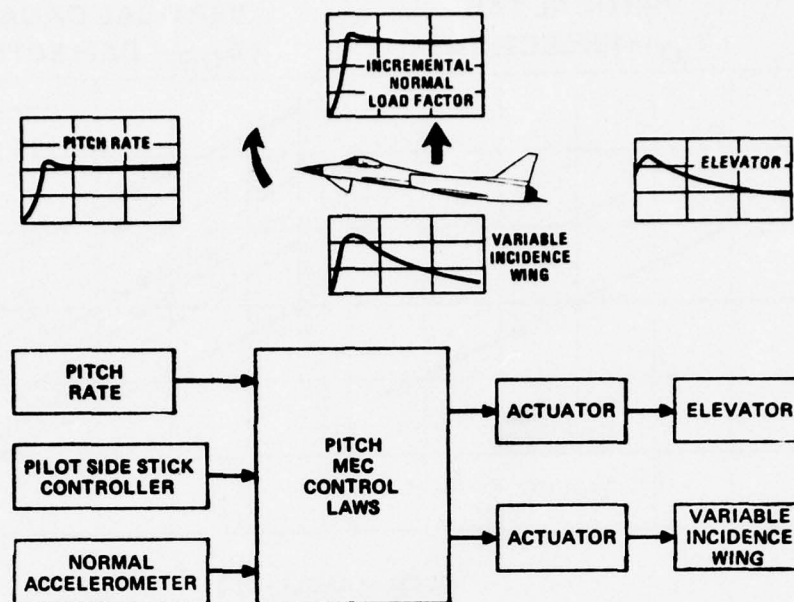 INCREMENTAL
NORMAL
LOAD FACTOR
PITCH RATE
ELEVATOR
VARIABLE
INCIDENCE
WING
PITCH
RATE
PILOT SIDE STICK
CONTROLLER
NORMAL
ACCELEROMETER
PITCH
MEC
CONTROL
LAWS
ACTUATOR
ELEVATOR
ACTUATOR
VARIABLE
INCIDENCE
WING